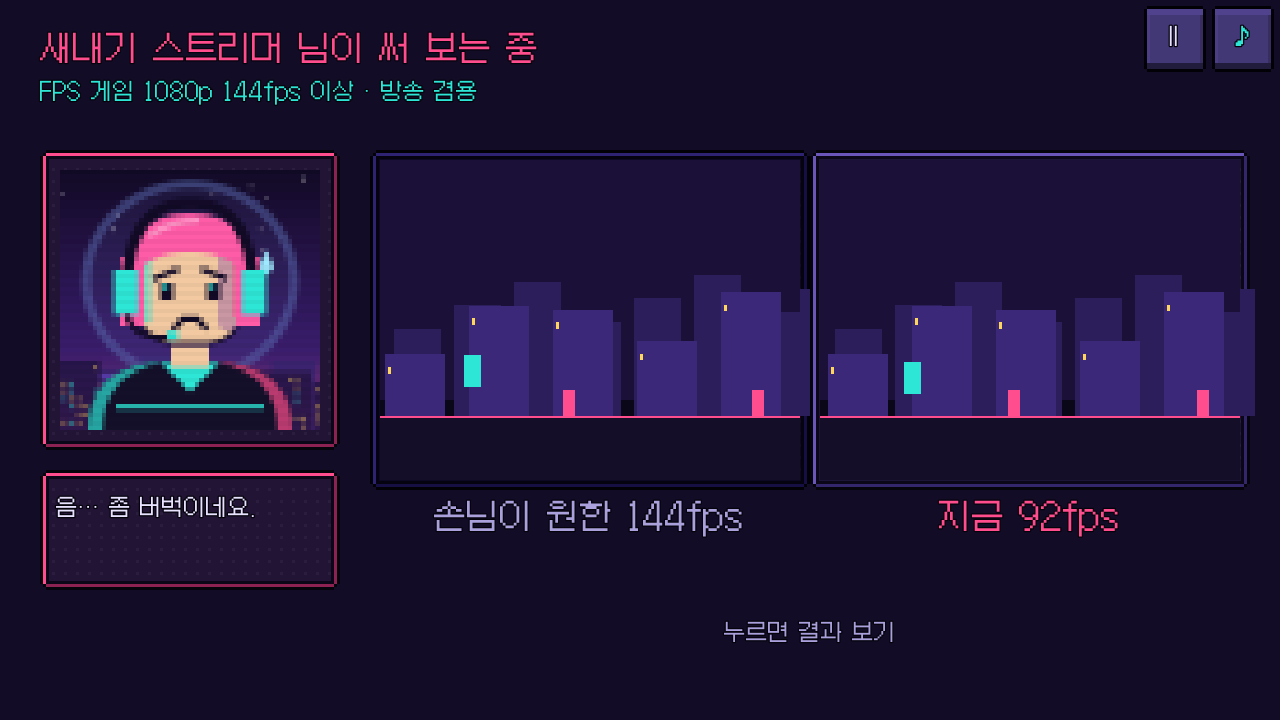 새내기 스트리머 님이 써 보는 중
FPS 게임 1080p 144fps 이상 · 방송 겸용
음… 좀 버벅이네요.
손님이 원한 144fps
지금 92fps
누르면 결과 보기